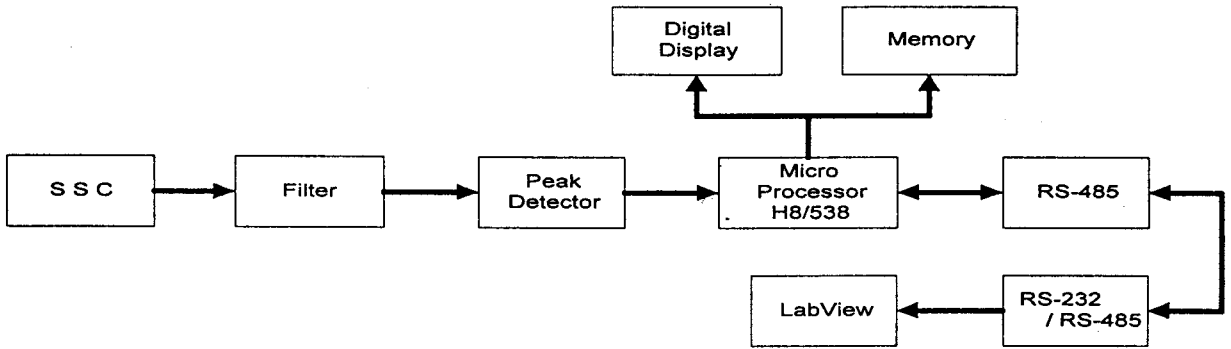 Digital
Display
Memory
S S C
Filter
Peak
Detector
Micro
Processor
H8/538
RS-485
LabView
RS-232
/ RS-485